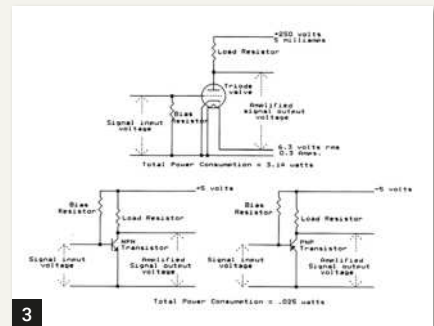 +250 volts
5 milliamps
Load Resistor
Triode
valve
Bias
Resistor
Signal input
voltage
Amplified
signal output
voltage
6.3 volts rms
0.3 Amps.
Total Power Consumption = 3.14 watts
+5 volts
Bias
Resistor
Load Resistor
NPN
Transistor
Signal input
voltage
Amplified
Signal output
voltage
-5 volts
Bias
Resistor
Load Resistor
PNP
Transistor
Signal input
voltage
Amplified
Signal output
voltage
Total Power Consumption = .025 watts
3